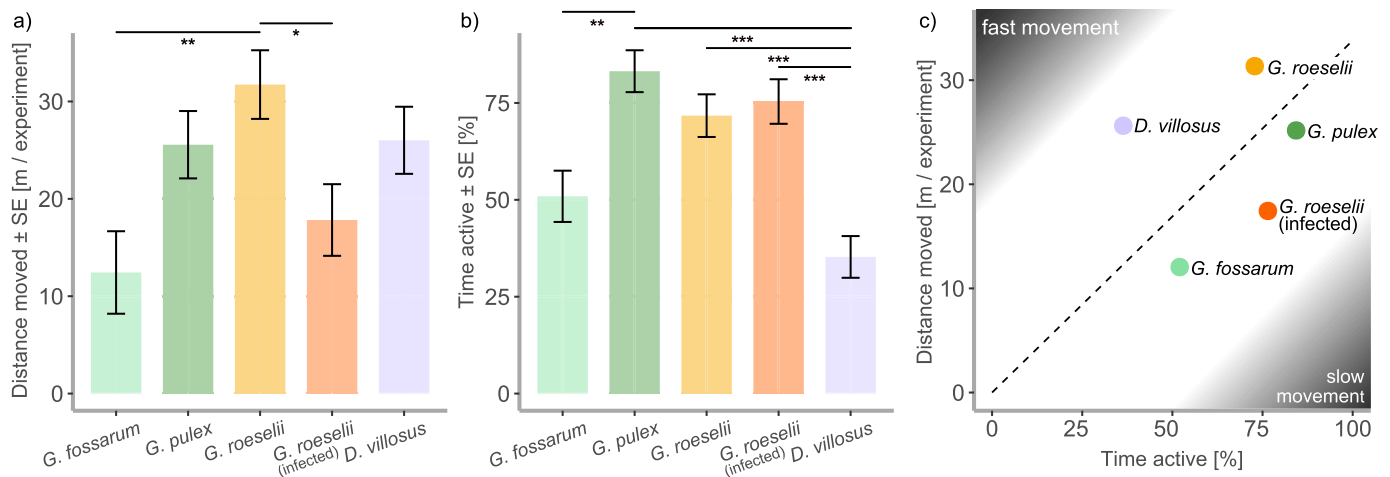 a)
Distance moved ± SE [m / experiment]
30
20
10
0
**
*
G. fossarum
G. pulex
G. roeselii
G. roeselii
(infected)
D. villosus
b)
Time active ± SE [%]
75
50
25
0
**
***
***
***
G. fossarum
G. pulex
G. roeselii
G. roeselii
(infected)
D. villosus
c)
Distance moved [m / experiment]
30
20
10
0
fast movement
G. roeselii
D. villosus
G. pulex
G. roeselii
(infected)
G. fossarum
slow
movement
0
25
50
75
100
Time active [%]